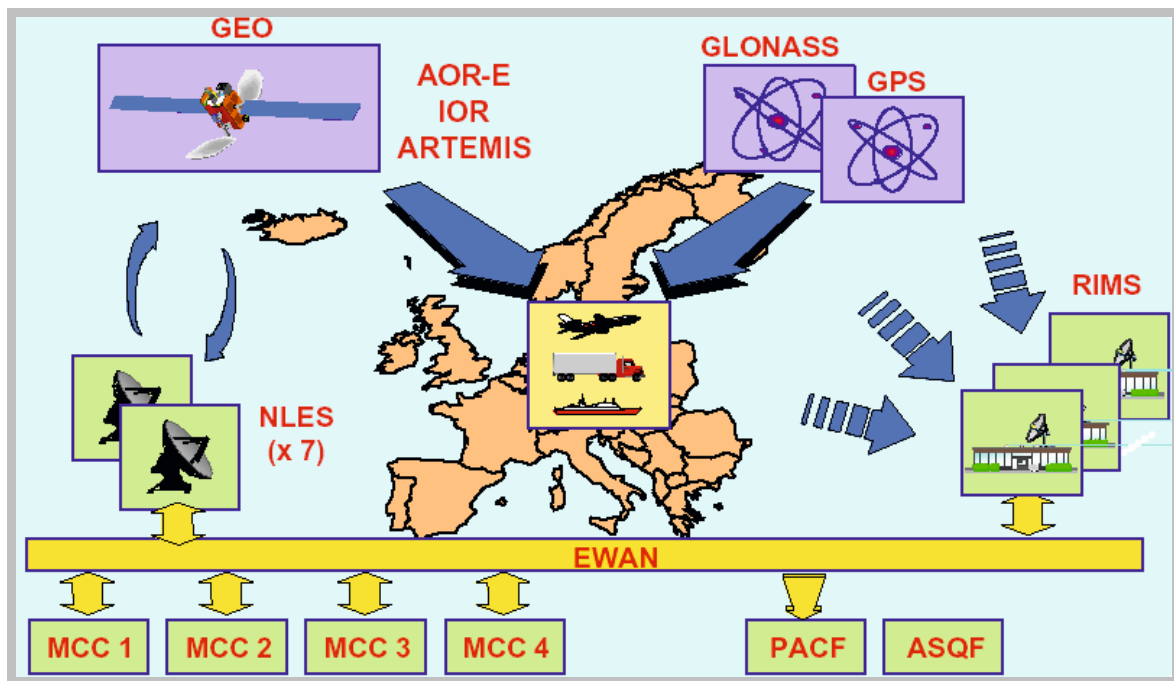 GEO
AOR-E
IOR
ARTEMIS
GLONASS
GPS
RIMS
NLES
(x 7)
EWAN
MCC 1
MCC 2
MCC 3
MCC 4
PACF
ASQF